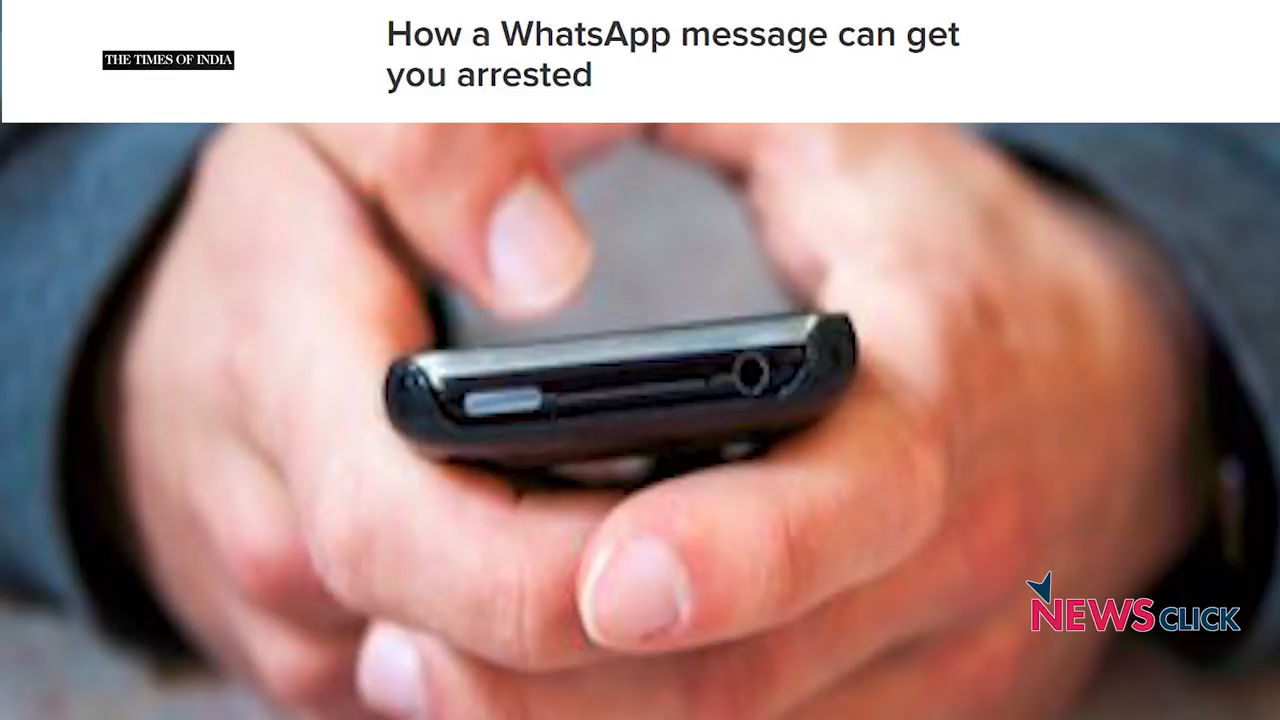 How a WhatsApp message can get
you arrested
THE TIMES OF INDIA
NEWSCLICK